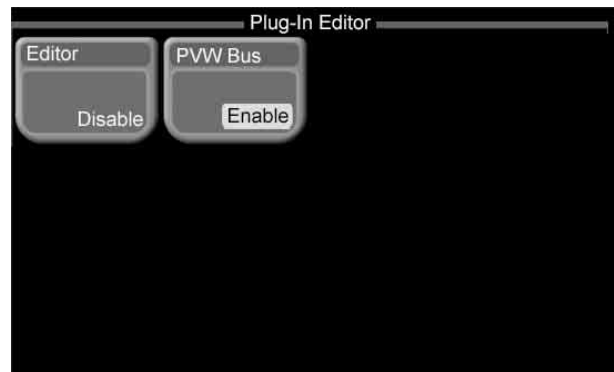 Plug-In Editor
Editor
PVW Bus
Disable
Enable